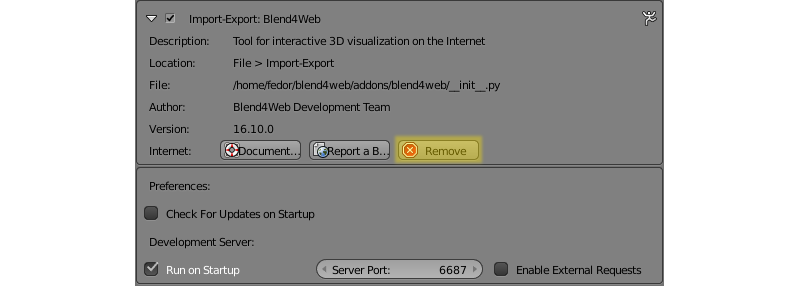 Import-Export: Blend4Web
Description: Tool for interactive 3D visualization on the Internet
Location: File > Import-Export
File: /home/fedor/blend4web/addons/blend4web/__init__.py
Author: Blend4Web Development Team
Version: 16.10.0
Internet: Document... Report a B... Remove
Preferences:
Check For Updates on Startup
Development Server:
Run on Startup Server Port: 6687 Enable External Requests